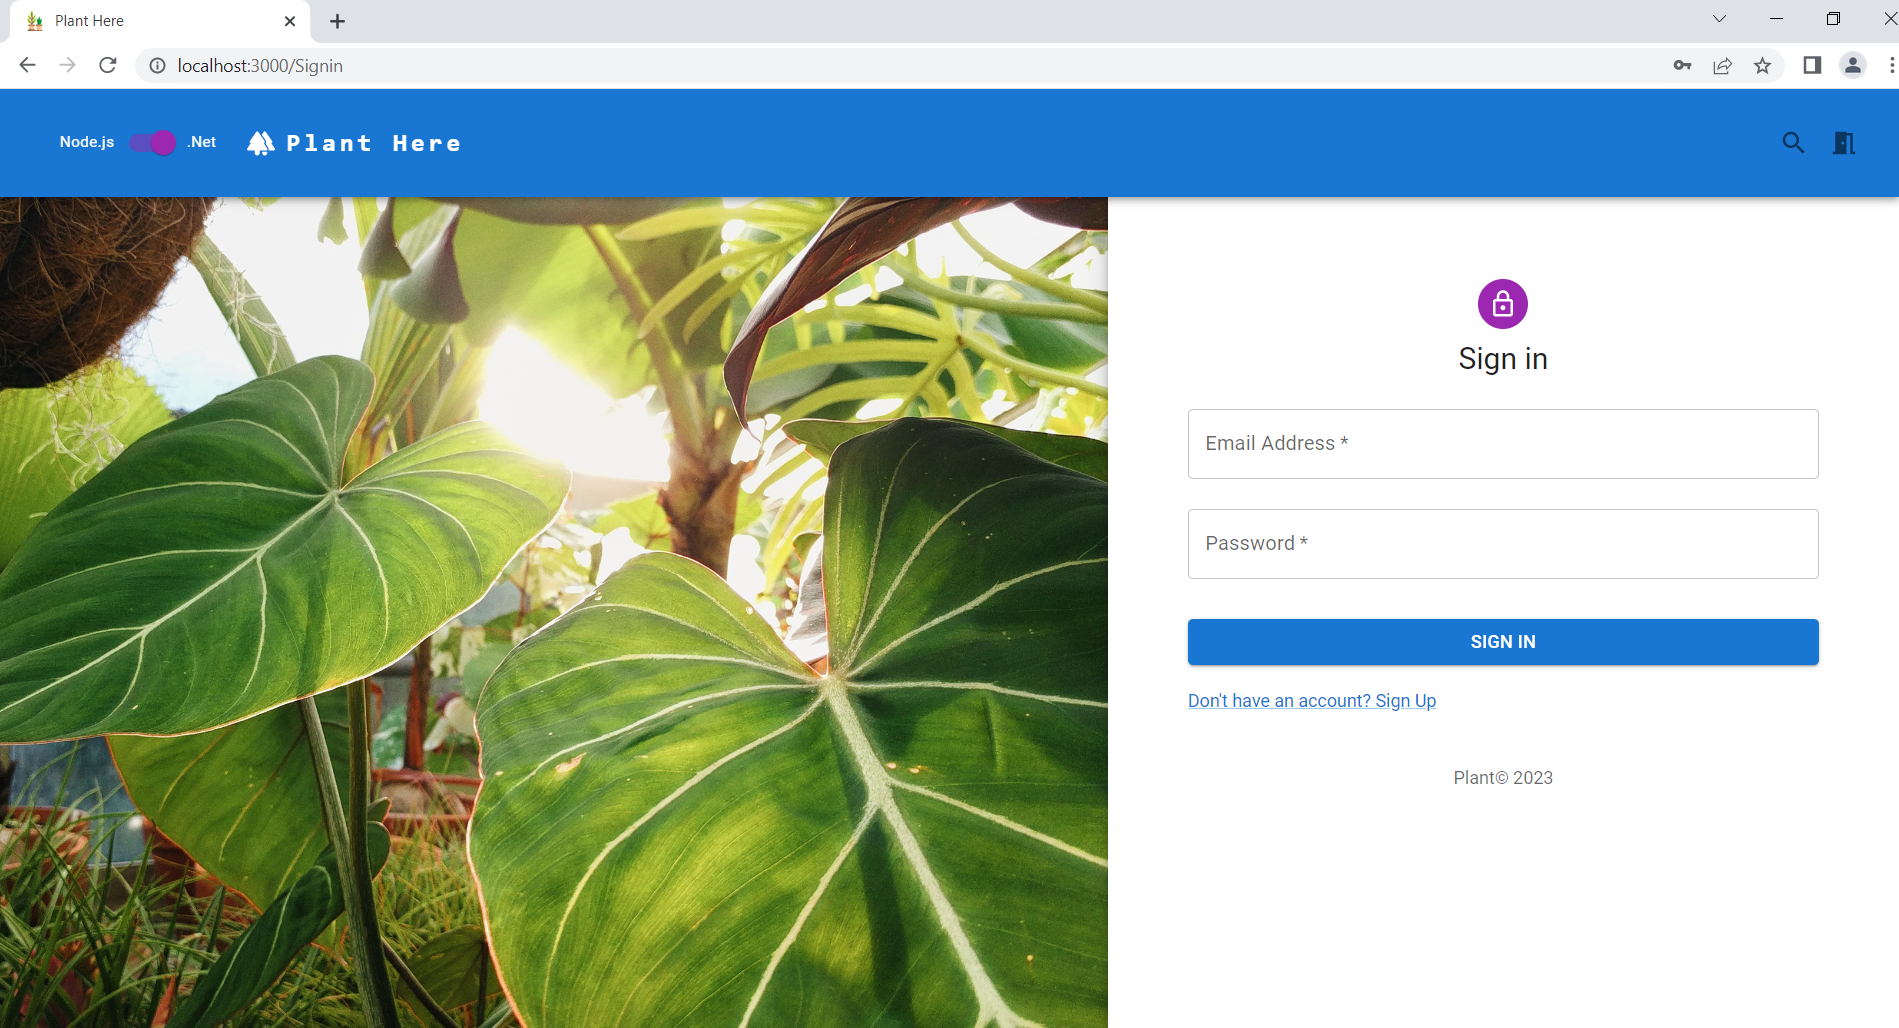 Plant Here
localhost:3000/Signin
Node.js .Net Plant Here
Sign in
Email Address *
Password *
SIGN IN
Don't have an account? Sign Up
Plant© 2023